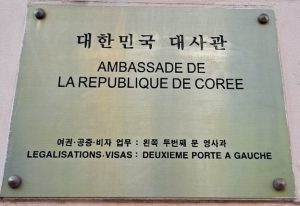 대한민국 대사관
AMBASSADE DE
LA REPUBLIQUE DE COREE
여권·공증·비자 업무 : 왼쪽 두번째 문 영사과
LEGALISATIONS·VISAS : DEUXIEME PORTE A GAUCHE